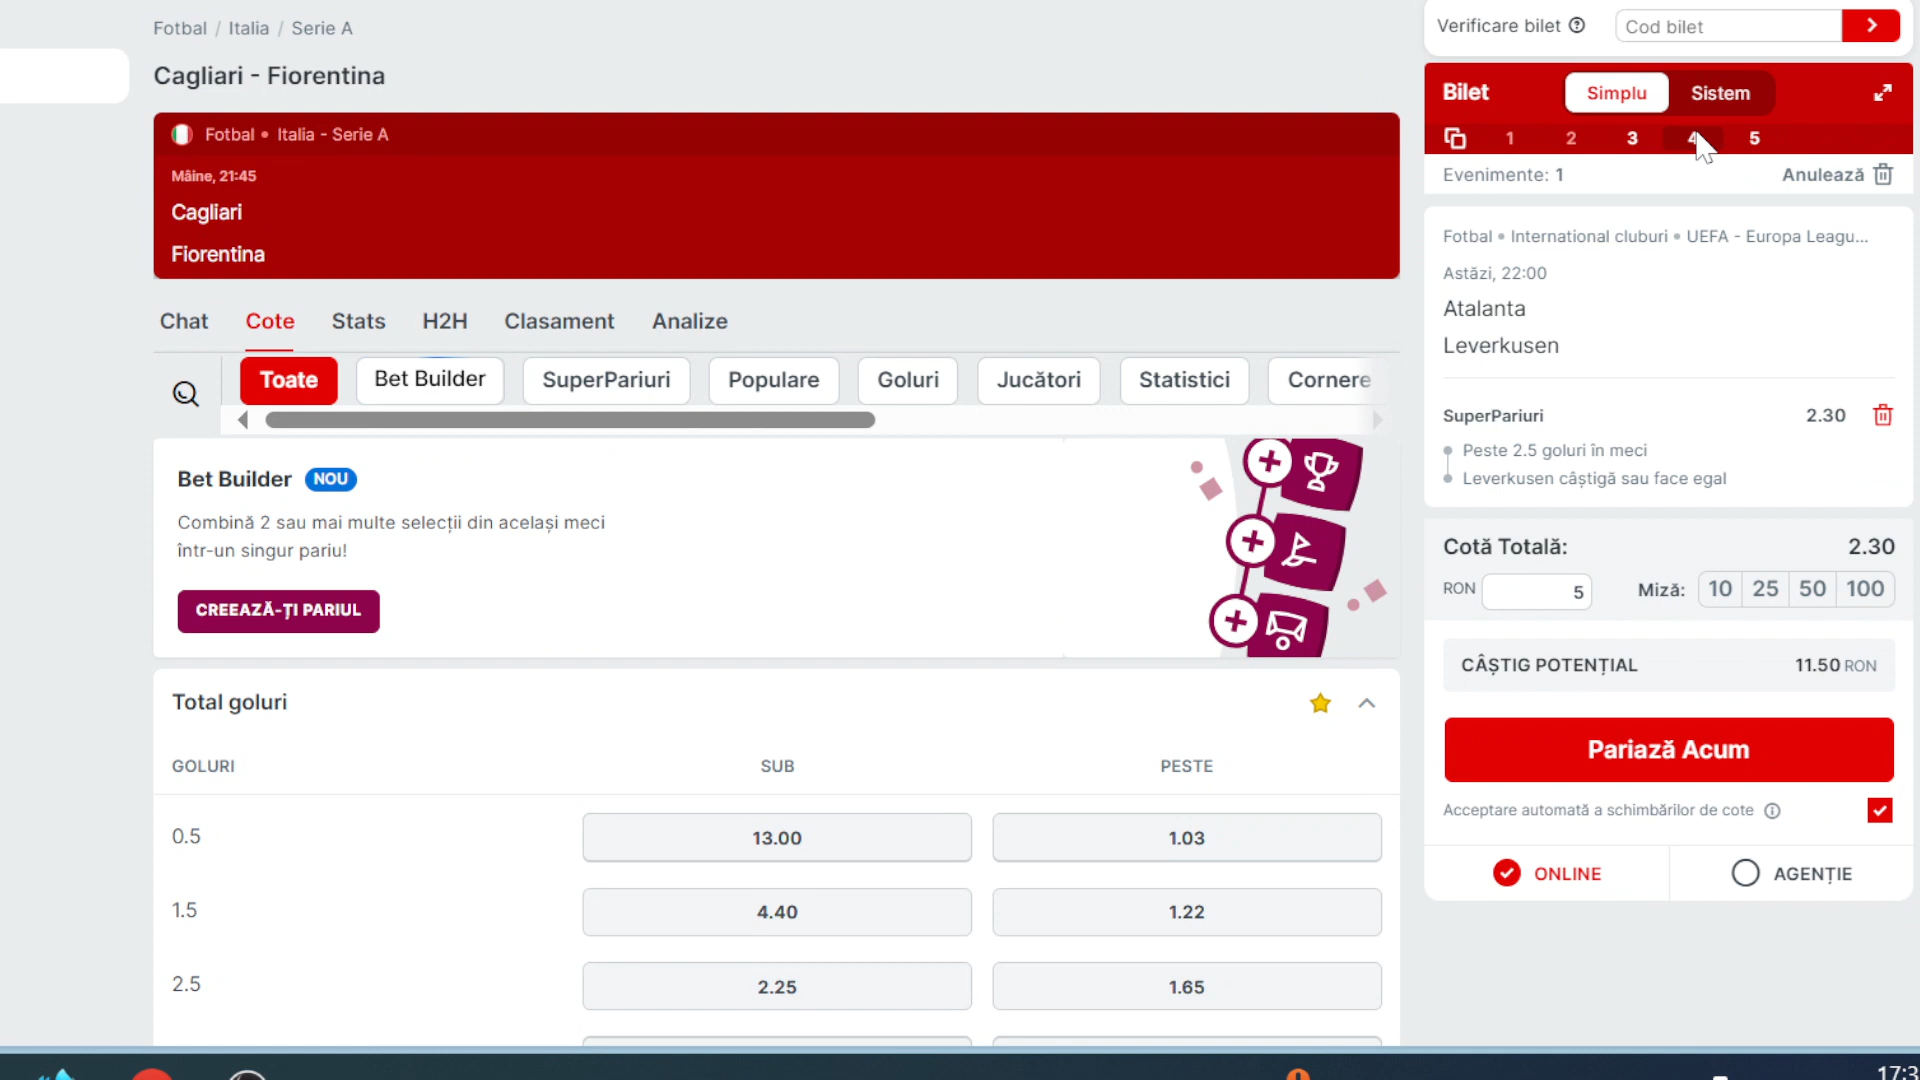 Fotbal / Italia / Serie A
Cagliari - Fiorentina
Fotbal • Italia - Serie A
Mâine, 21:45
Cagliari
Fiorentina
Chat Cote Stats H2H Clasament Analize
Toate Bet Builder SuperPariuri Populare Goluri Jucători Statistici Cornere
Bet Builder NOU
Combină 2 sau mai multe selecții din același meci
într-un singur pariu!
CREEAZĂ-ȚI PARIUL
Total goluri
GOLURI SUB PESTE
0.5 13.00 1.03
1.5 4.40 1.22
2.5 2.25 1.65
Verificare bilet Cod bilet
Bilet Simplu Sistem
1 2 3 4 5
Evenimente: 1 Anulează
Fotbal • International cluburi • UEFA - Europa Leagu...
Astăzi, 22:00
Atalanta
Leverkusen
SuperPariuri 2.30
Peste 2.5 goluri în meci
Leverkusen câștigă sau face egal
Cotă Totală: 2.30
RON 5 Miză: 10 25 50 100
CÂȘTIG POTENȚIAL 11.50 RON
Pariază Acum
Acceptare automată a schimbărilor de cote
ONLINE AGENȚIE